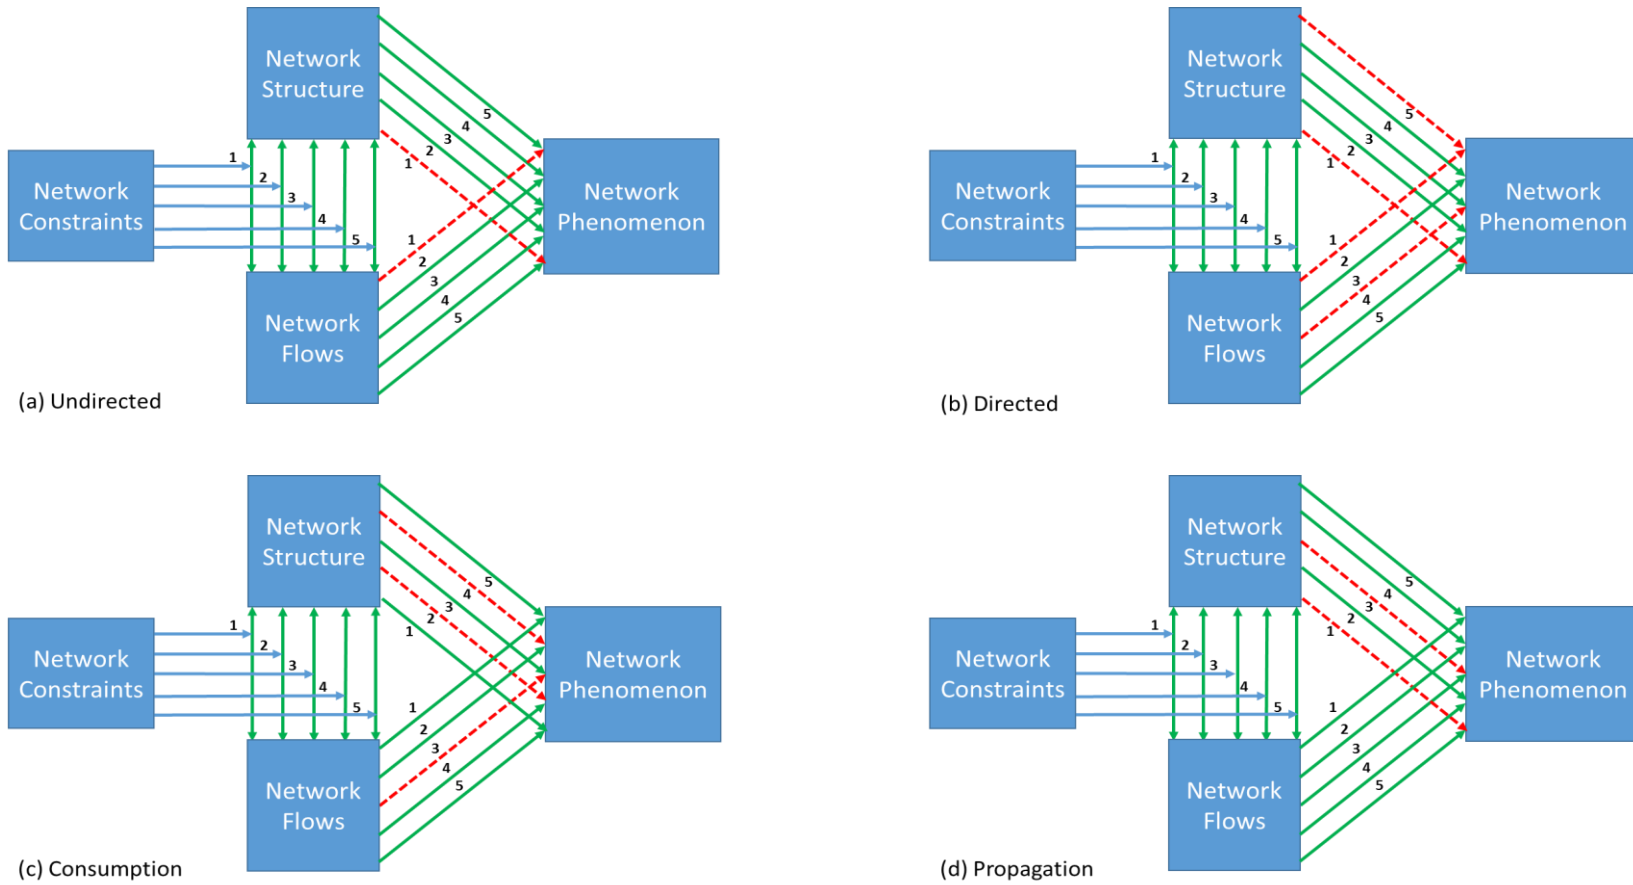 Network
Structure
5
4
3
2
1
1
2
3
4
5
Network
Constraints
Network
Phenomenon
1
2
3
4
5
Network
Flows
(a) Undirected
Network
Structure
5
4
3
2
1
1
2
3
4
5
Network
Constraints
Network
Phenomenon
1
2
3
4
5
Network
Flows
(b) Directed
Network
Structure
5
4
3
2
1
1
2
3
4
5
Network
Constraints
Network
Phenomenon
1
2
3
4
5
Network
Flows
(c) Consumption
Network
Structure
5
4
3
2
1
1
2
3
4
5
Network
Constraints
Network
Phenomenon
1
2
3
4
5
Network
Flows
(d) Propagation